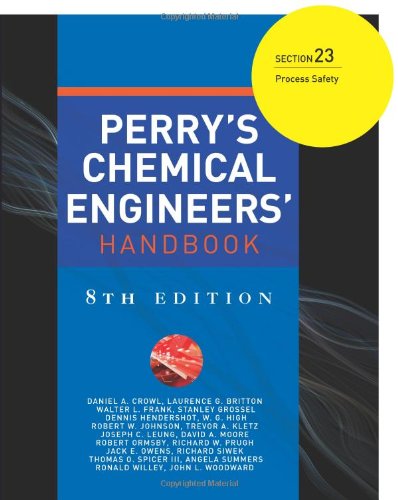 SECTION 23
Process Safety
PERRY'S
CHEMICAL
ENGINEERS'
HANDBOOK
8TH EDITION
DANIEL A. CROWL, LAURENCE G. BRITTON
WALTER L. FRANK, STANLEY GROSSEL
DENNIS HENDERSHOT, W. G. HIGH
ROBERT W. JOHNSON, TREVOR A. KLETZ
JOSEPH C. LEUNG, DAVID A. MOORE
ROBERT ORMSBY, RICHARD W. PRUGH
JACK E. OWENS, RICHARD SIWEK
THOMAS O. SPICER III, ANGELA SUMMERS
RONALD WILLEY, JOHN L. WOODWARD